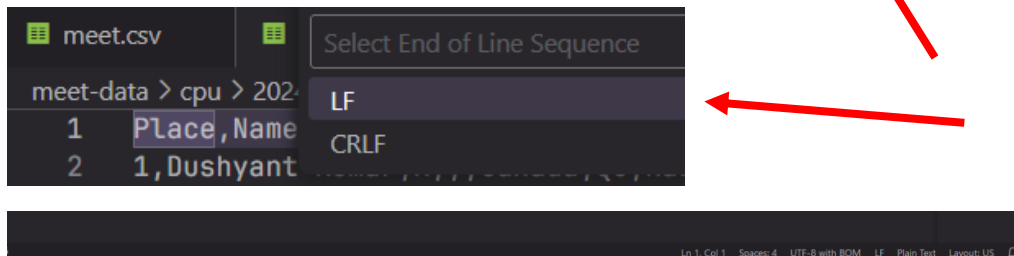 meet.csv
Select End of Line Sequence
meet-data > cpu > 2024
LF
1 Place,Name
CRLF
2 1,Dushyant
Ln 1, Col 1 Spaces: 4 UTF-8 with BOM LF Plain Text Layout: US